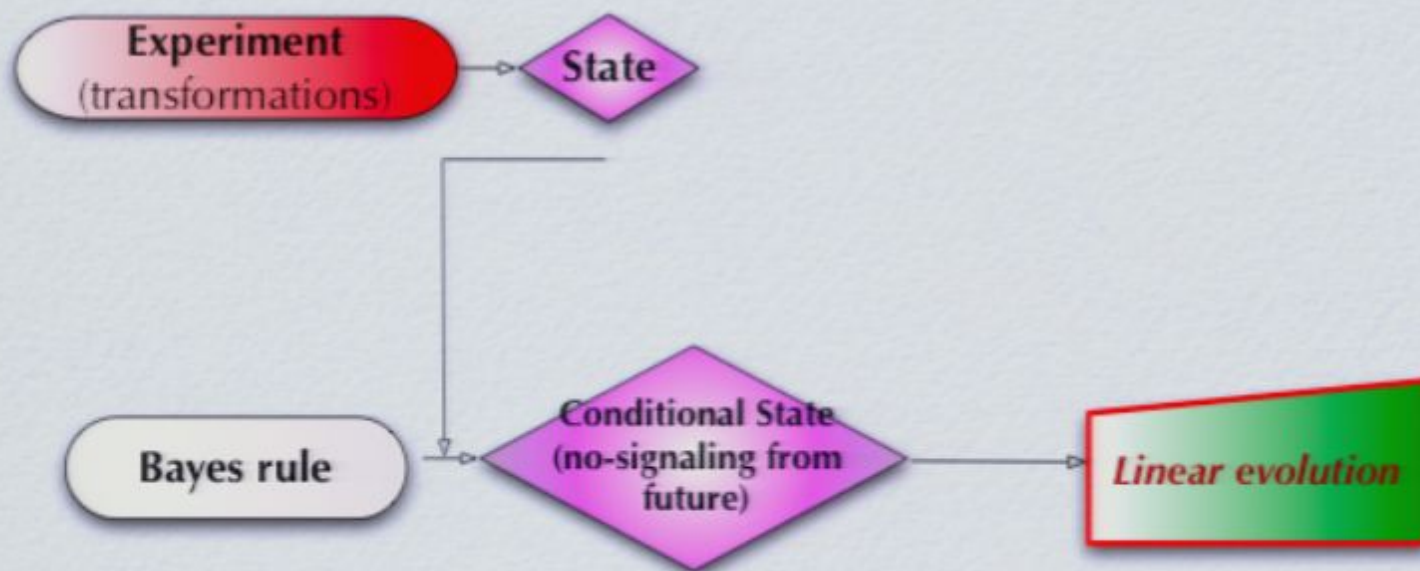 Experiment
(transformations)
State
Conditional State
(no-signaling from
future)
Bayes rule
Linear evolution